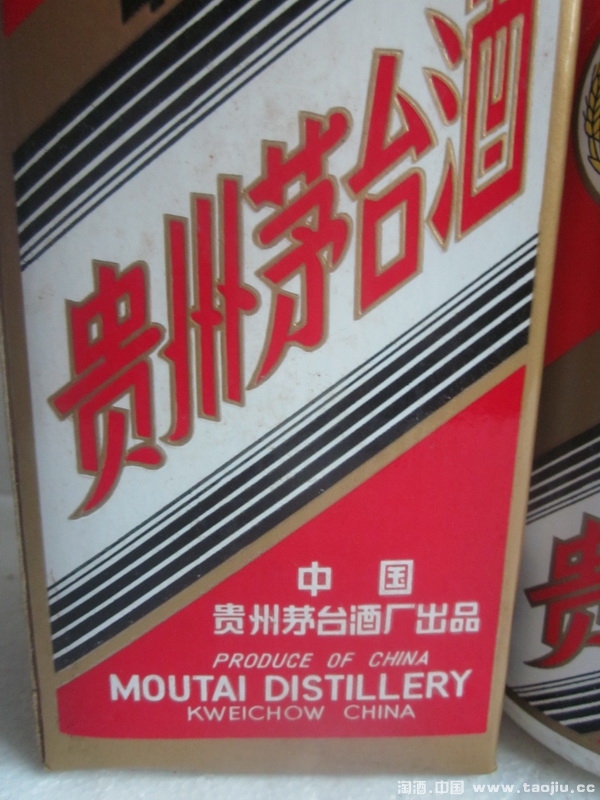 贵州茅台酒
中国
贵州茅台酒厂出品
PRODUCE OF CHINA
MOUTAI DISTILLERY
KWEICHOW CHINA
贵
淘酒.中国 www.taojiu.cc